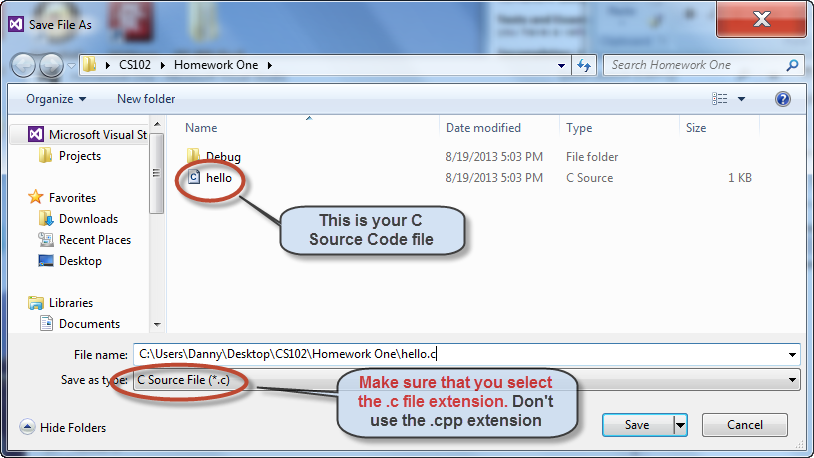 Save File As
CS102 Homework One
Search Homework One
Organize New folder
Name Date modified Type Size
Microsoft Visual St
Projects
Favorites
Downloads
Recent Places
Desktop
Libraries
Documents
Debug 8/19/2013 5:03 PM File folder
hello 8/19/2013 5:03 PM C Source 1 KB
This is your C
Source Code file
File name: C:\Users\Danny\Desktop\CS102\Homework One\hello.c
Save as type: C Source File (*.c)
Make sure that you select
the .c file extension. Don't
use the .cpp extension
Hide Folders Save Cancel